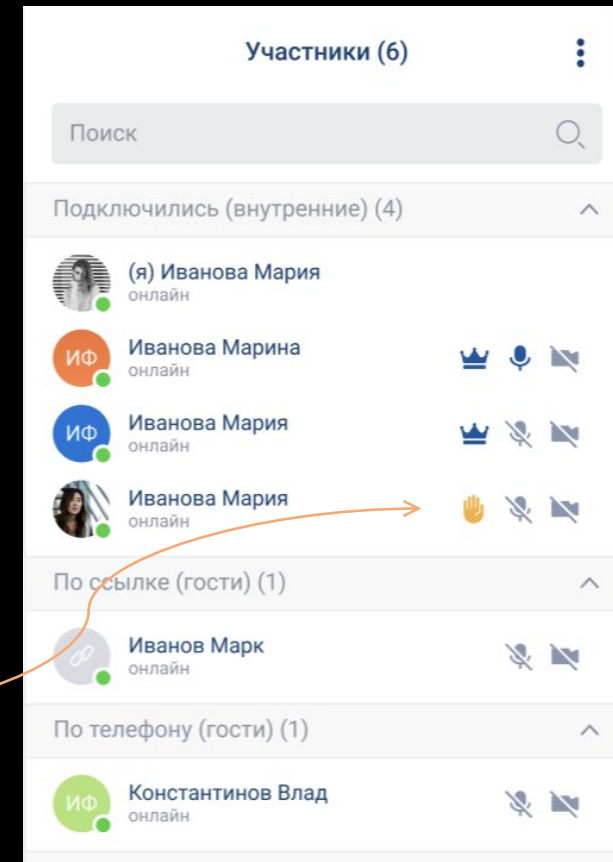 Участники (6)
Поиск
Подключились (внутренние) (4)
(я) Иванова Мария
онлайн
ИФ
Иванова Марина
онлайн
ИФ
Иванова Мария
онлайн
Иванова Мария
онлайн
По ссылке (гости) (1)
Иванов Марк
онлайн
По телефону (гости) (1)
ИФ
Константинов Влад
онлайн